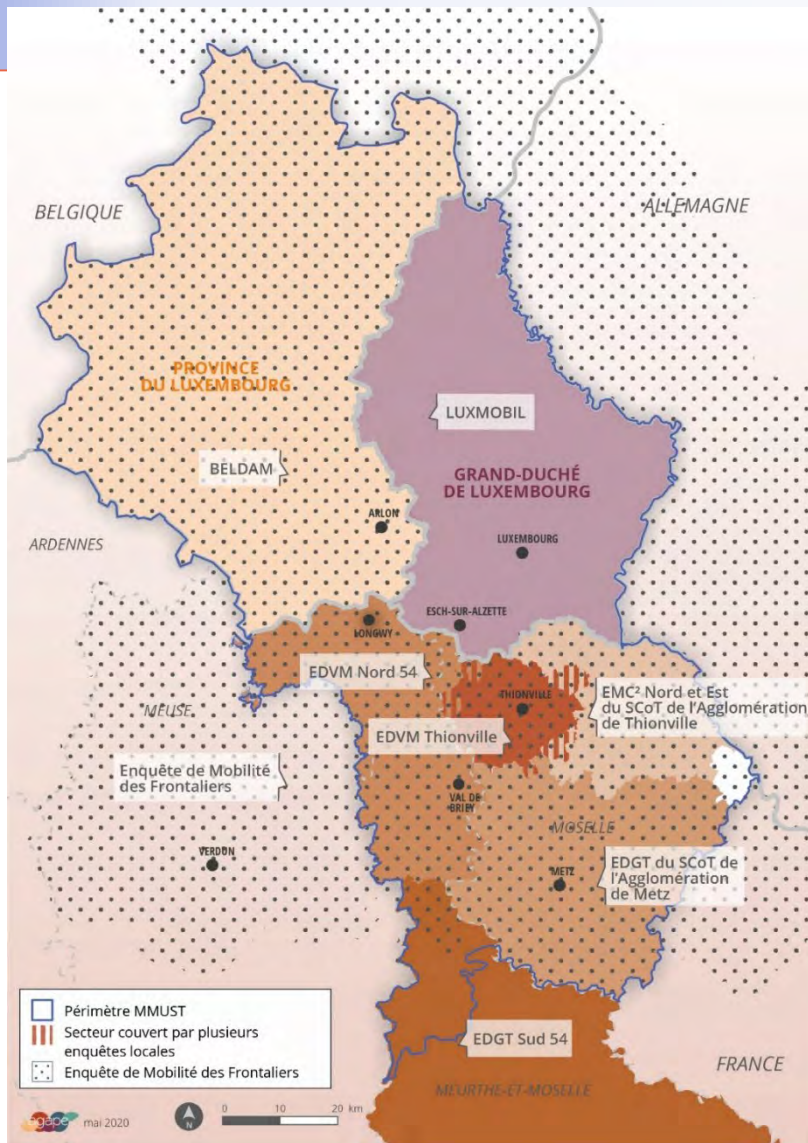 BELGIQUE
ALLEMAGNE
PROVINCE
DU LUXEMBOURG
LUXMOBIL
BELDAM
GRAND-DUCHÉ
DE LUXEMBOURG
ARLON
LUXEMBOURG
ARDENNES
ESCH-SUR-ALZETTE
LONGWY
EDVM Nord 54
THIONVILLE
EMC² Nord et Est
du SCoT de l'Agglomération
de Thionville
MEUSE
EDVM Thionville
Enquête de Mobilité
des Frontaliers
VAL DE
BRIEY
MOSELLE
VERDUN
METZ
EDGT du SCoT de
l'Agglomération
de Metz
Périmètre MMUST
Secteur couvert par plusieurs
enquêtes locales
Enquête de Mobilité des Frontaliers
EDGT Sud 54
FRANCE
MEURTHE-ET-MOSELLE
agape mai 2020
N
0 10 20 km